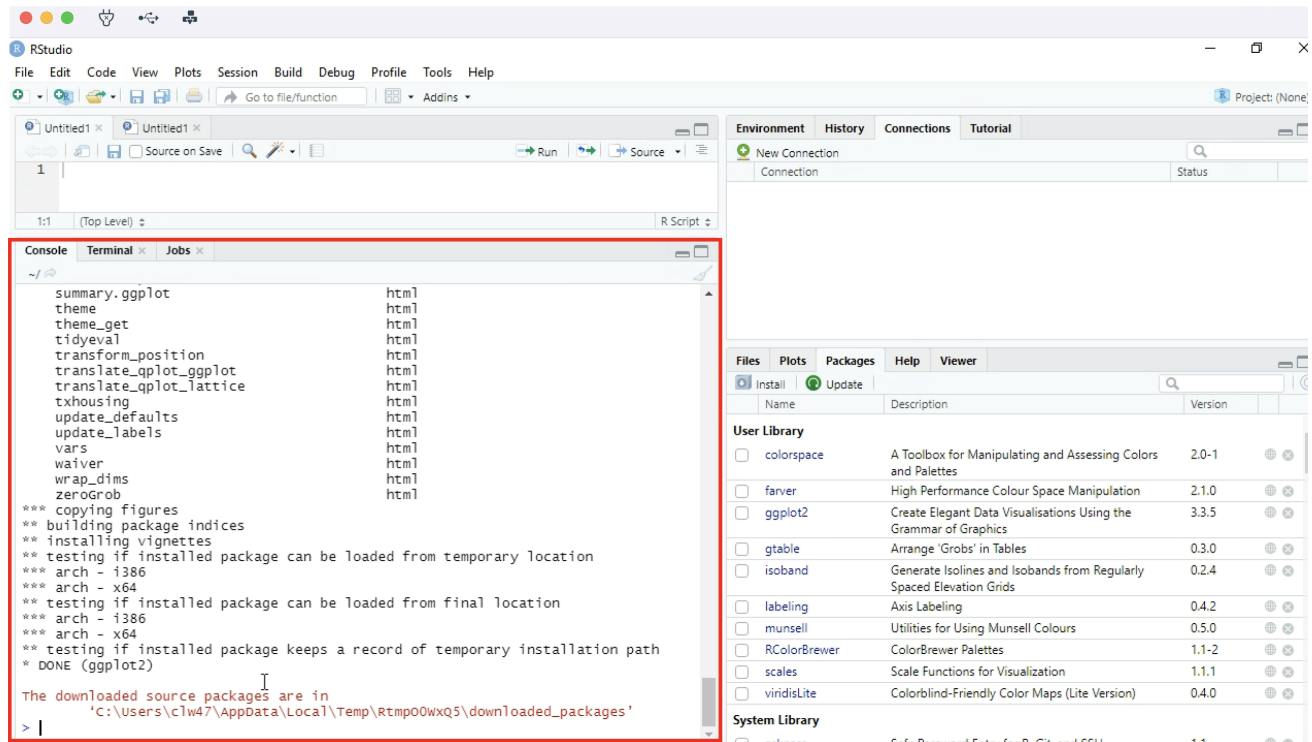 RStudio
File Edit Code View Plots Session Build Debug Profile Tools Help
Go to file/function Addins Project: (None)
Untitled1 Untitled1
Source on Save Run Source
1
1:1 (Top Level) R Script
Console Terminal Jobs
~/
summary.ggplot html
theme html
theme_get html
tidyeval html
transform_position html
translate_qplot_ggplot html
translate_qplot_lattice html
txhousing html
update_defaults html
update_labels html
vars html
waiver html
wrap_dims html
zeroGrob html
*** copying figures
** building package indices
** installing vignettes
** testing if installed package can be loaded from temporary location
*** arch - i386
*** arch - x64
** testing if installed package can be loaded from final location
*** arch - i386
*** arch - x64
** testing if installed package keeps a record of temporary installation path
* DONE (ggplot2)
The downloaded source packages are in
‘C:\Users\clw47\AppData\Local\Temp\RtmpOOWxQ5\downloaded_packages’
>
Environment History Connections Tutorial
New Connection
Connection Status
Files Plots Packages Help Viewer
Install Update
Name Description Version
User Library
colorspace A Toolbox for Manipulating and Assessing Colors 2.0-1
and Palettes
farver High Performance Colour Space Manipulation 2.1.0
ggplot2 Create Elegant Data Visualisations Using the 3.3.5
Grammar of Graphics
gtable Arrange 'Grobs' in Tables 0.3.0
isoband Generate Isolines and Isobands from Regularly 0.2.4
Spaced Elevation Grids
labeling Axis Labeling 0.4.2
munsell Utilities for Using Munsell Colours 0.5.0
RColorBrewer ColorBrewer Palettes 1.1-2
scales Scale Functions for Visualization 1.1.1
viridisLite Colorblind-Friendly Color Maps (Lite Version) 0.4.0
System Library